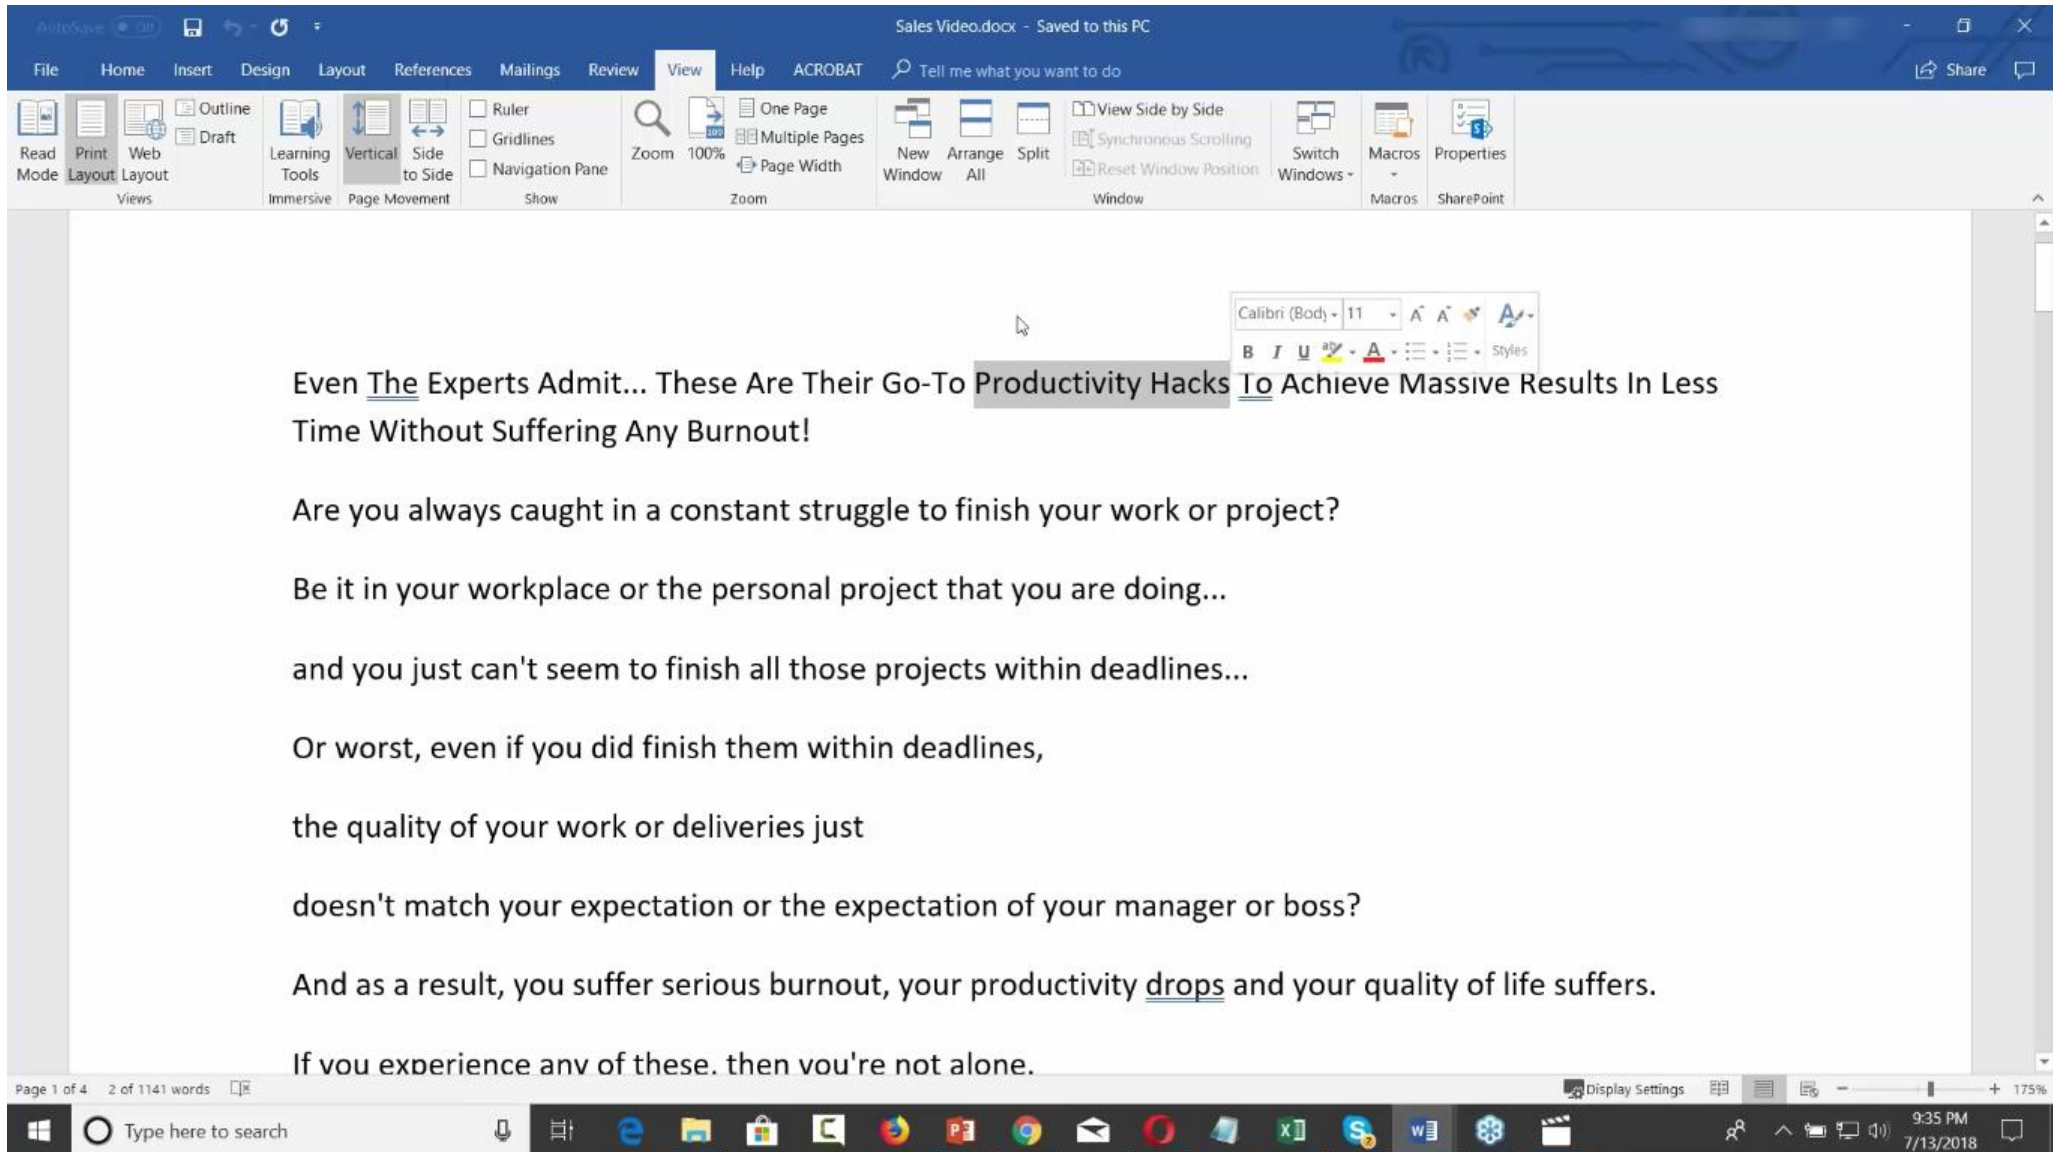 AutoSave Off
Sales Video.docx - Saved to this PC
File Home Insert Design Layout References Mailings Review View Help ACROBAT Tell me what you want to do Share
Read Mode Print Layout Web Layout Outline Draft
Views
Learning Tools
Immersive
Vertical Side to Side
Page Movement
Ruler
Gridlines
Navigation Pane
Show
Zoom 100% One Page Multiple Pages Page Width
Zoom
New Window Arrange All Split View Side by Side Synchronous Scrolling Reset Window Position Switch Windows
Window
Macros
Macros
Properties
SharePoint
Calibri (Body 11
B I U A Styles
Even The Experts Admit... These Are Their Go-To Productivity Hacks To Achieve Massive Results In Less
Time Without Suffering Any Burnout!
Are you always caught in a constant struggle to finish your work or project?
Be it in your workplace or the personal project that you are doing...
and you just can't seem to finish all those projects within deadlines...
Or worst, even if you did finish them within deadlines,
the quality of your work or deliveries just
doesn't match your expectation or the expectation of your manager or boss?
And as a result, you suffer serious burnout, your productivity drops and your quality of life suffers.
If you experience any of these, then you're not alone.
Page 1 of 4 2 of 1141 words Display Settings 175%
Type here to search
9:35 PM
7/13/2018